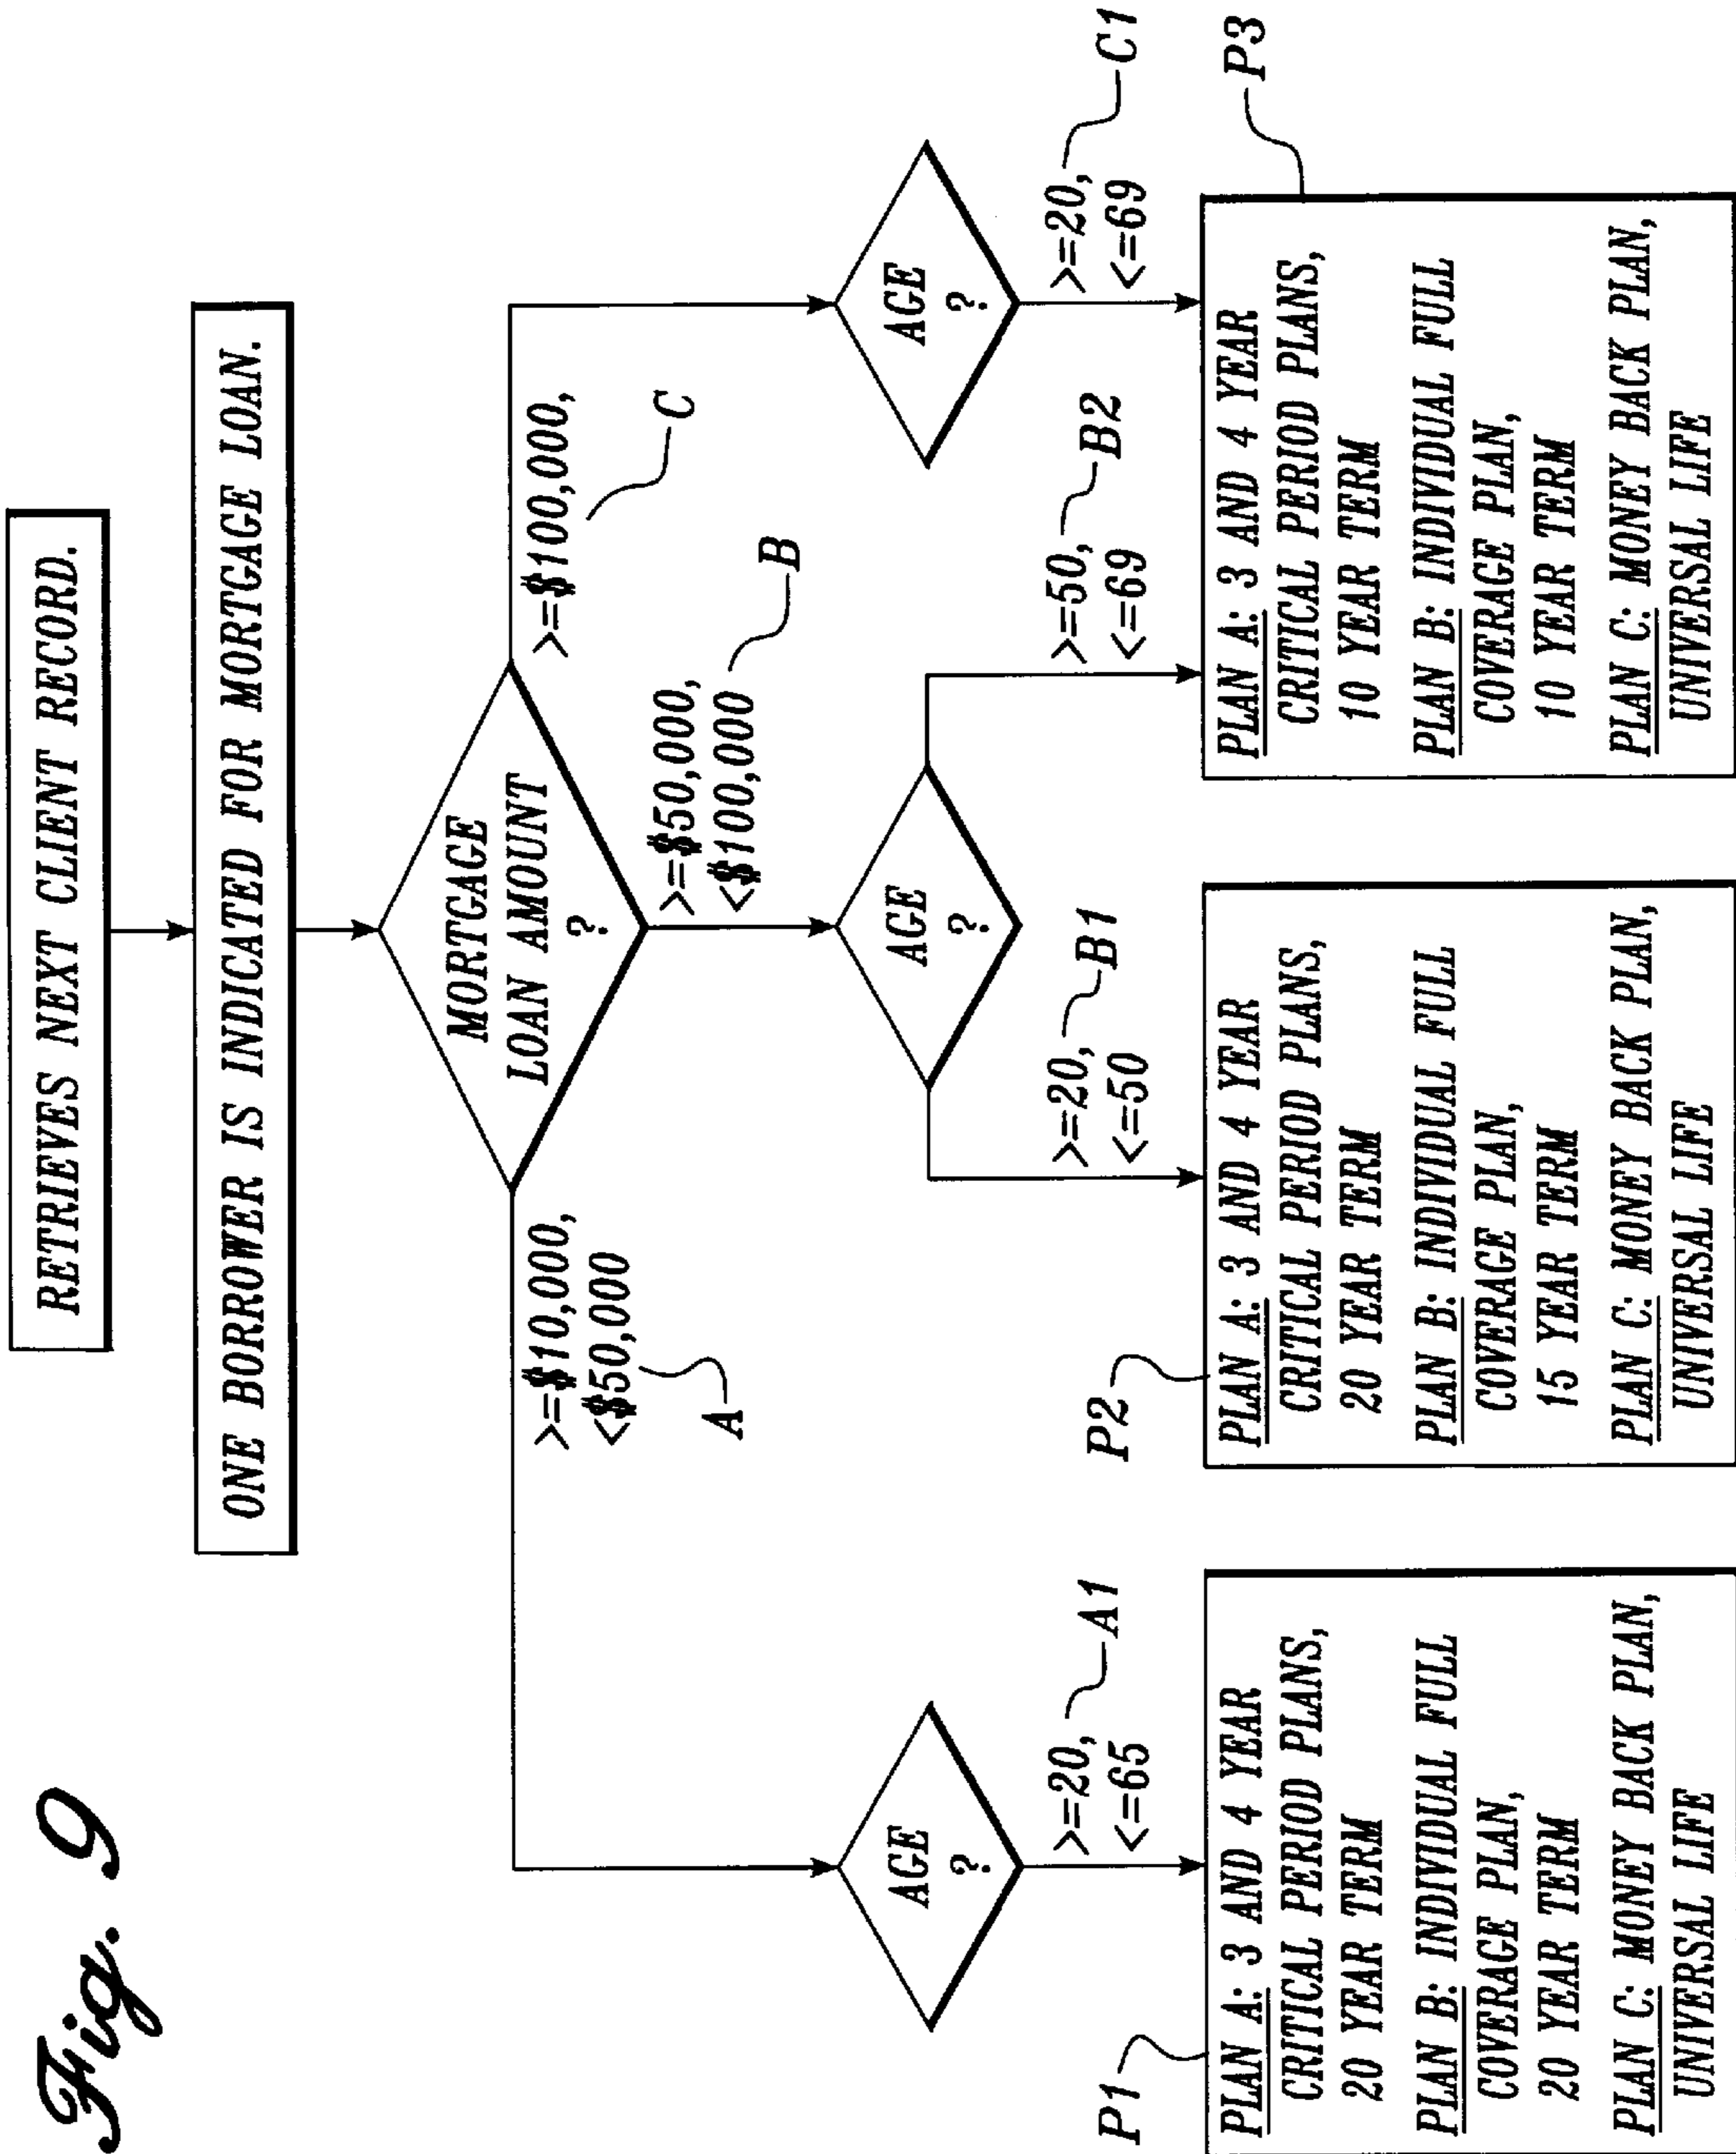 Fig. 9
RETRIEVES NEXT CLIENT RECORD.
ONE BORROWER IS INDICATED FOR MORTGAGE LOAN.
MORTGAGE
LOAN AMOUNT
?
>=$10,000,
<$50,000
A
>=$50,000,
<$100,000
B
>=$100,000,
C
AGE
?
>=20,
<=65
A1
AGE
?
>=20,
<=50
B1
>=50,
<=69
B2
AGE
?
>=20,
<=69
C1
P1
PLAN A: 3 AND 4 YEAR
CRITICAL PERIOD PLANS,
20 YEAR TERM
PLAN B: INDIVIDUAL FULL
COVERAGE PLAN,
20 YEAR TERM
PLAN C: MONEY BACK PLAN,
UNIVERSAL LIFE
P2
PLAN A: 3 AND 4 YEAR
CRITICAL PERIOD PLANS,
20 YEAR TERM
PLAN B: INDIVIDUAL FULL
COVERAGE PLAN,
15 YEAR TERM
PLAN C: MONEY BACK PLAN,
UNIVERSAL LIFE
P3
PLAN A: 3 AND 4 YEAR
CRITICAL PERIOD PLANS,
10 YEAR TERM
PLAN B: INDIVIDUAL FULL
COVERAGE PLAN,
10 YEAR TERM
PLAN C: MONEY BACK PLAN,
UNIVERSAL LIFE